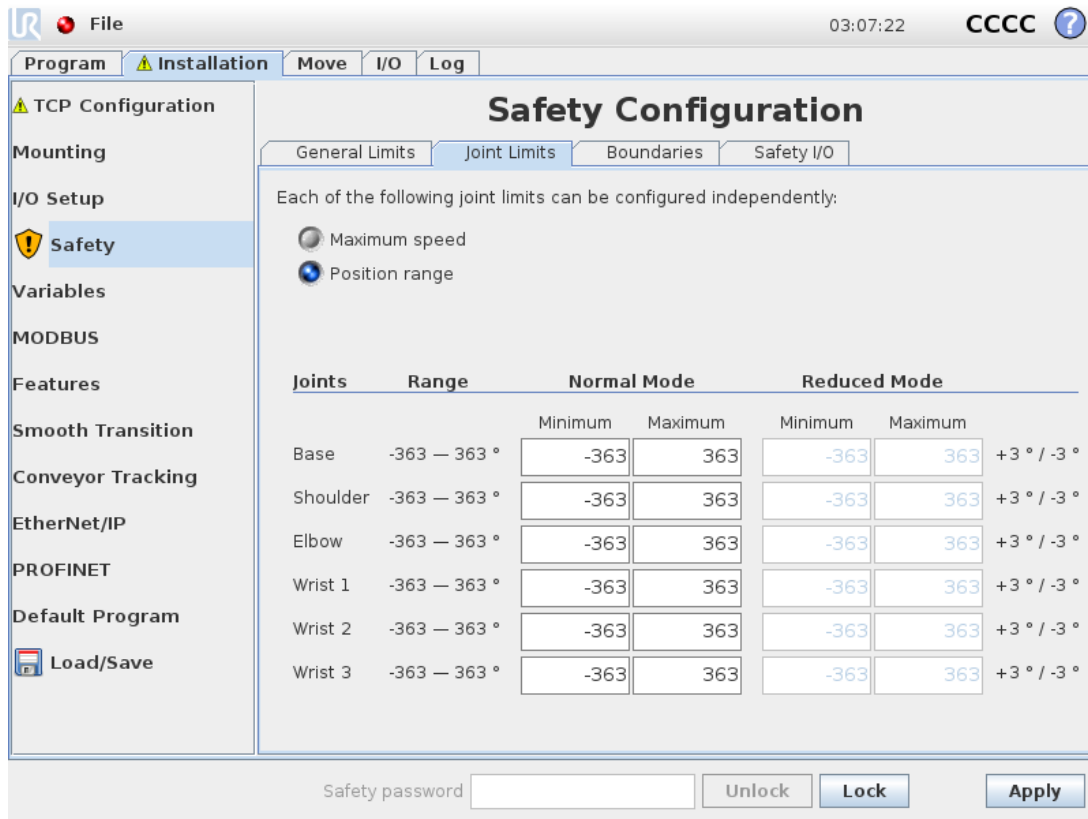 UR File 03:07:22 CCCC ?
Program Installation Move I/O Log
TCP Configuration
Mounting
I/O Setup
Safety
Variables
MODBUS
Features
Smooth Transition
Conveyor Tracking
EtherNet/IP
PROFINET
Default Program
Load/Save
Safety Configuration
General Limits Joint Limits Boundaries Safety I/O
Each of the following joint limits can be configured independently:
Maximum speed
Position range
Joints Range Normal Mode Reduced Mode
Minimum Maximum Minimum Maximum
Base -363 — 363 ° -363 363 -363 363 +3 ° / -3 °
Shoulder -363 — 363 ° -363 363 -363 363 +3 ° / -3 °
Elbow -363 — 363 ° -363 363 -363 363 +3 ° / -3 °
Wrist 1 -363 — 363 ° -363 363 -363 363 +3 ° / -3 °
Wrist 2 -363 — 363 ° -363 363 -363 363 +3 ° / -3 °
Wrist 3 -363 — 363 ° -363 363 -363 363 +3 ° / -3 °
Safety password Unlock Lock Apply